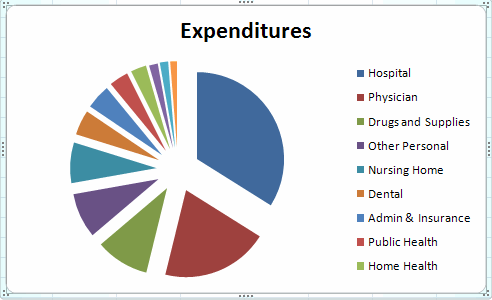 Expenditures
Hospital
Physician
Drugs and Supplies
Other Personal
Nursing Home
Dental
Admin & Insurance
Public Health
Home Health